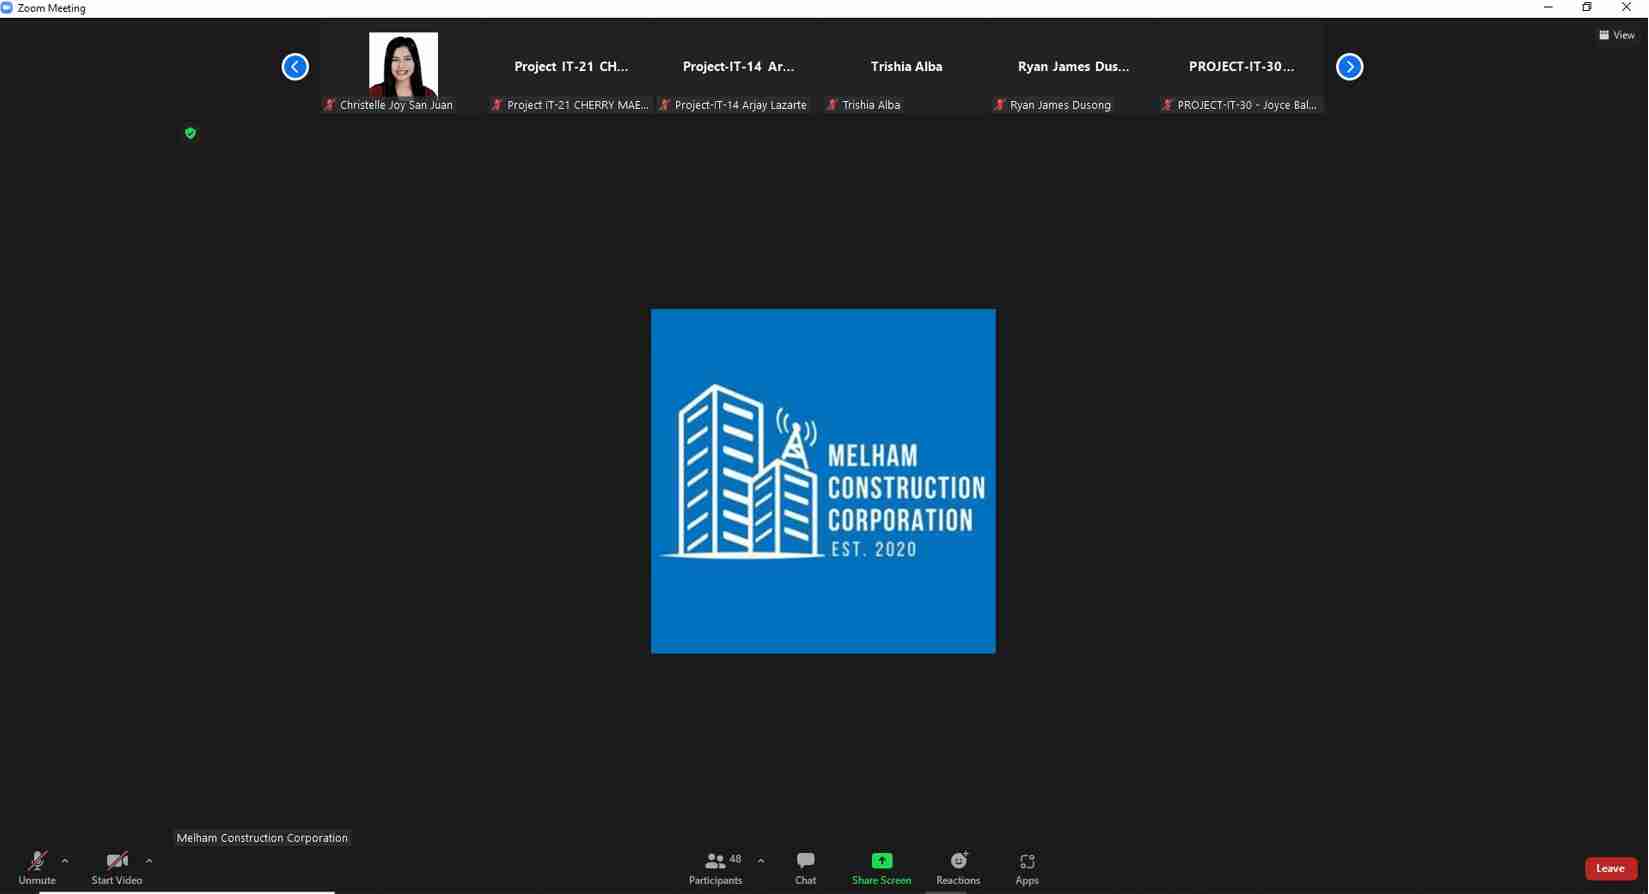 Zoom Meeting
View
Project IT-21 CH...
Project-IT-14 Ar...
Trishia Alba
Ryan James Dus...
PROJECT-IT-30...
Christelle Joy San Juan
Project IT-21 CHERRY MAE...
Project-IT-14 Arjay Lazarte
Trishia Alba
Ryan James Dusong
PROJECT-IT-30 - Joyce Bal...
MELHAM
CONSTRUCTION
CORPORATION
EST. 2020
Melham Construction Corporation
Unmute
Start Video
48
Participants
Chat
Share Screen
Reactions
Apps
Leave